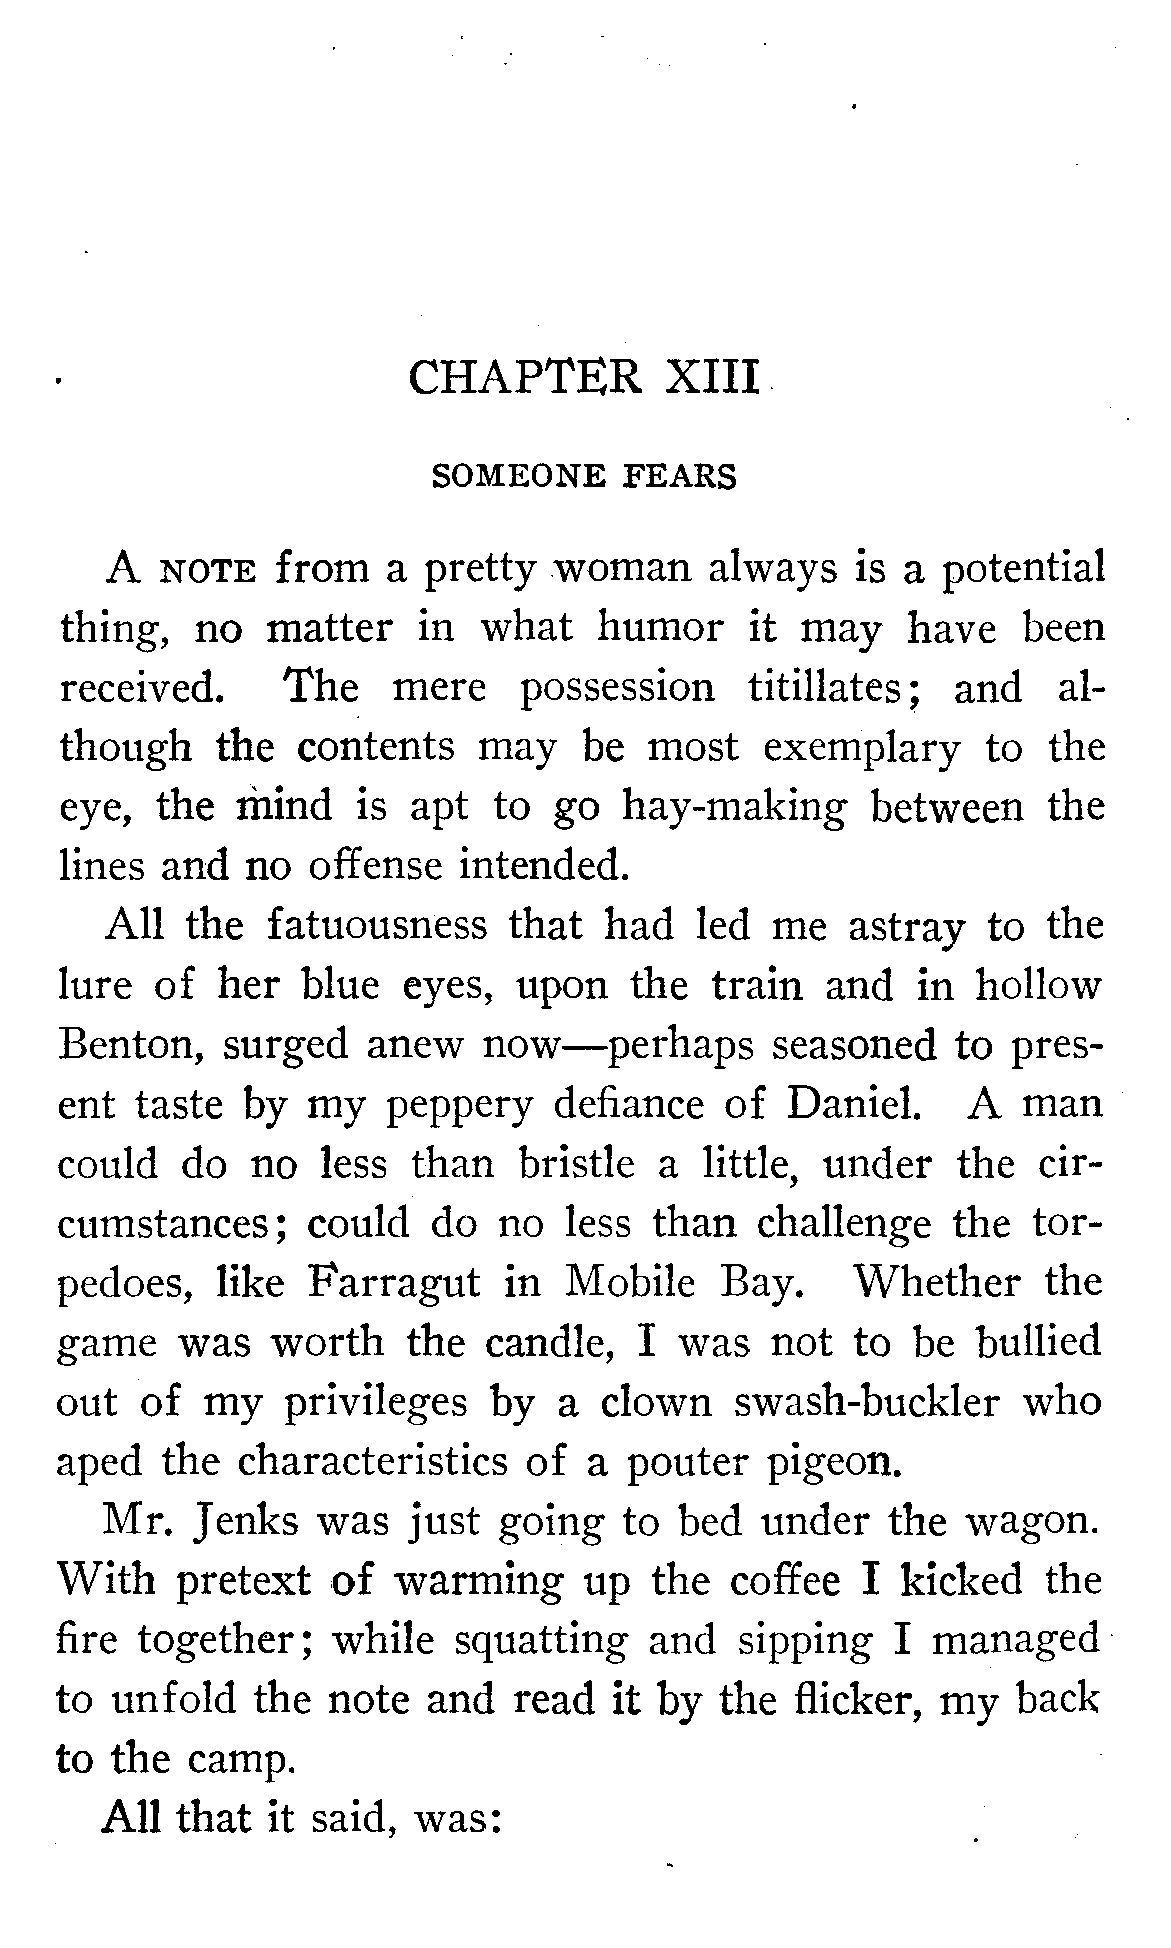 CHAPTER XIII
SOMEONE FEARS
A NOTE from a pretty woman always is a potential
thing, no matter in what humor it may have been
received. The mere possession titillates; and al-
though the contents may be most exemplary to the
eye, the mind is apt to go hay-making between the
lines and no offense intended.
All the fatuousness that had led me astray to the
lure of her blue eyes, upon the train and in hollow
Benton, surged anew now—perhaps seasoned to pres-
ent taste by my peppery defiance of Daniel. A man
could do no less than bristle a little, under the cir-
cumstances; could do no less than challenge the tor-
pedoes, like Farragut in Mobile Bay. Whether the
game was worth the candle, I was not to be bullied
out of my privileges by a clown swash-buckler who
aped the characteristics of a pouter pigeon.
Mr. Jenks was just going to bed under the wagon.
With pretext of warming up the coffee I kicked the
fire together; while squatting and sipping I managed
to unfold the note and read it by the flicker, my back
to the camp.
All that it said, was: